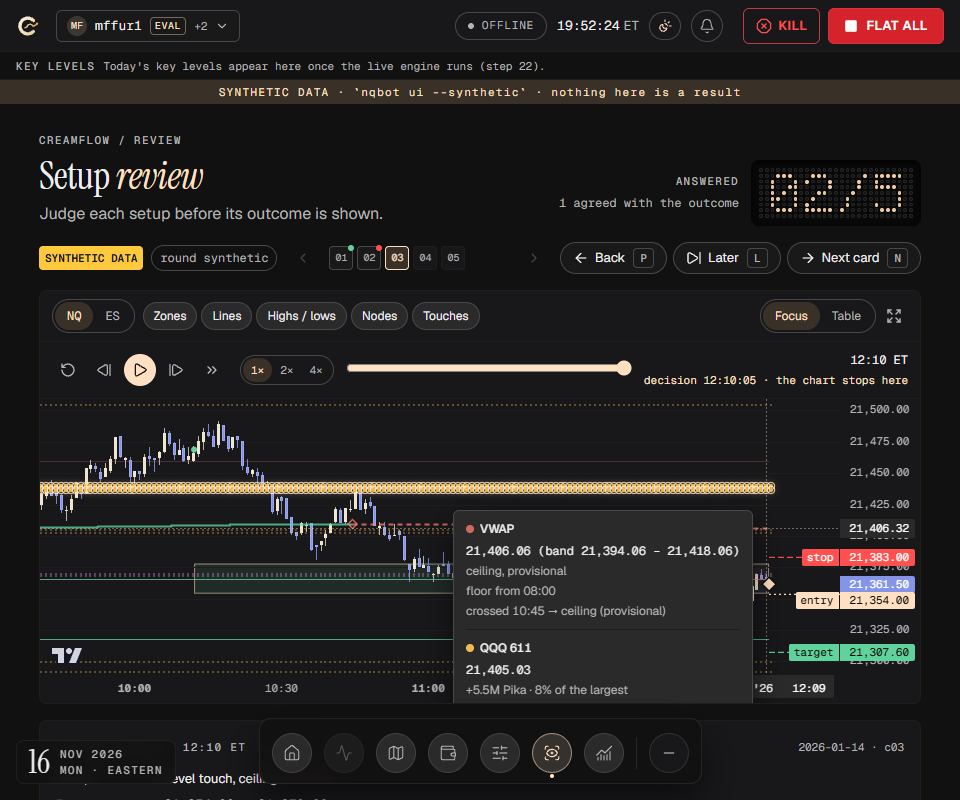 MF mffur1 EVAL +2
OFFLINE
19:52:24 ET
KILL
FLAT ALL
KEY LEVELS Today's key levels appear here once the live engine runs (step 22).
SYNTHETIC DATA · `nqbot ui --synthetic` · nothing here is a result
CREAMFLOW / REVIEW
Setup review
Judge each setup before its outcome is shown.
ANSWERED
1 agreed with the outcome
02/5
SYNTHETIC DATA
round synthetic
01 02 03 04 05
Back P
Later L
Next card N
NQ ES
Zones
Lines
Highs / lows
Nodes
Touches
Focus Table
1× 2× 4×
12:10 ET
decision 12:10:05 · the chart stops here
21,500.00
21,475.00
21,450.00
21,425.00
21,406.32
stop 21,383.00
21,361.50
entry 21,354.00
21,325.00
target 21,307.60
VWAP
21,406.06 (band 21,394.06 – 21,418.06)
ceiling, provisional
floor from 08:00
crossed 10:45 → ceiling (provisional)
QQQ 611
21,405.03
+5.5M Pika · 8% of the largest
10:00
10:30
11:00
'26 12:09
16 NOV 2026
MON · EASTERN
12:10 ET
2026-01-14 · c03